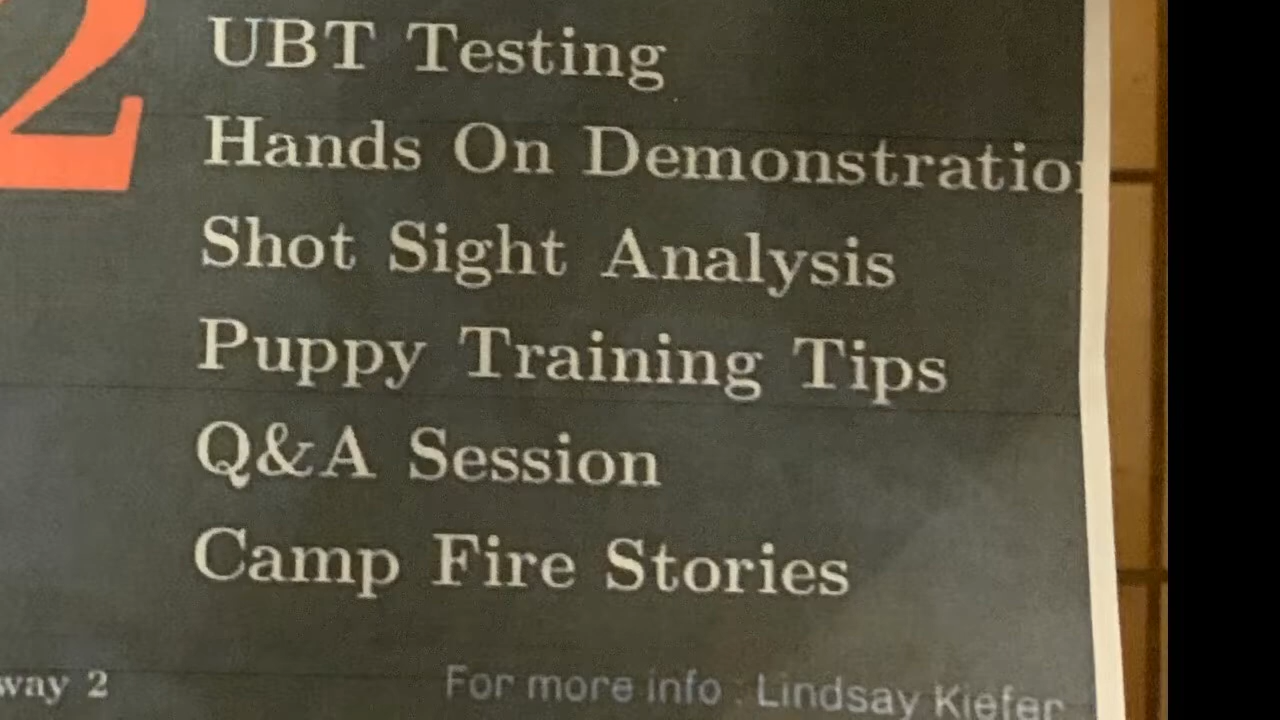 2
UBT Testing
Hands On Demonstratio
Shot Sight Analysis
Puppy Training Tips
Q&A Session
Camp Fire Stories
way 2
For more info : Lindsay Kiefer